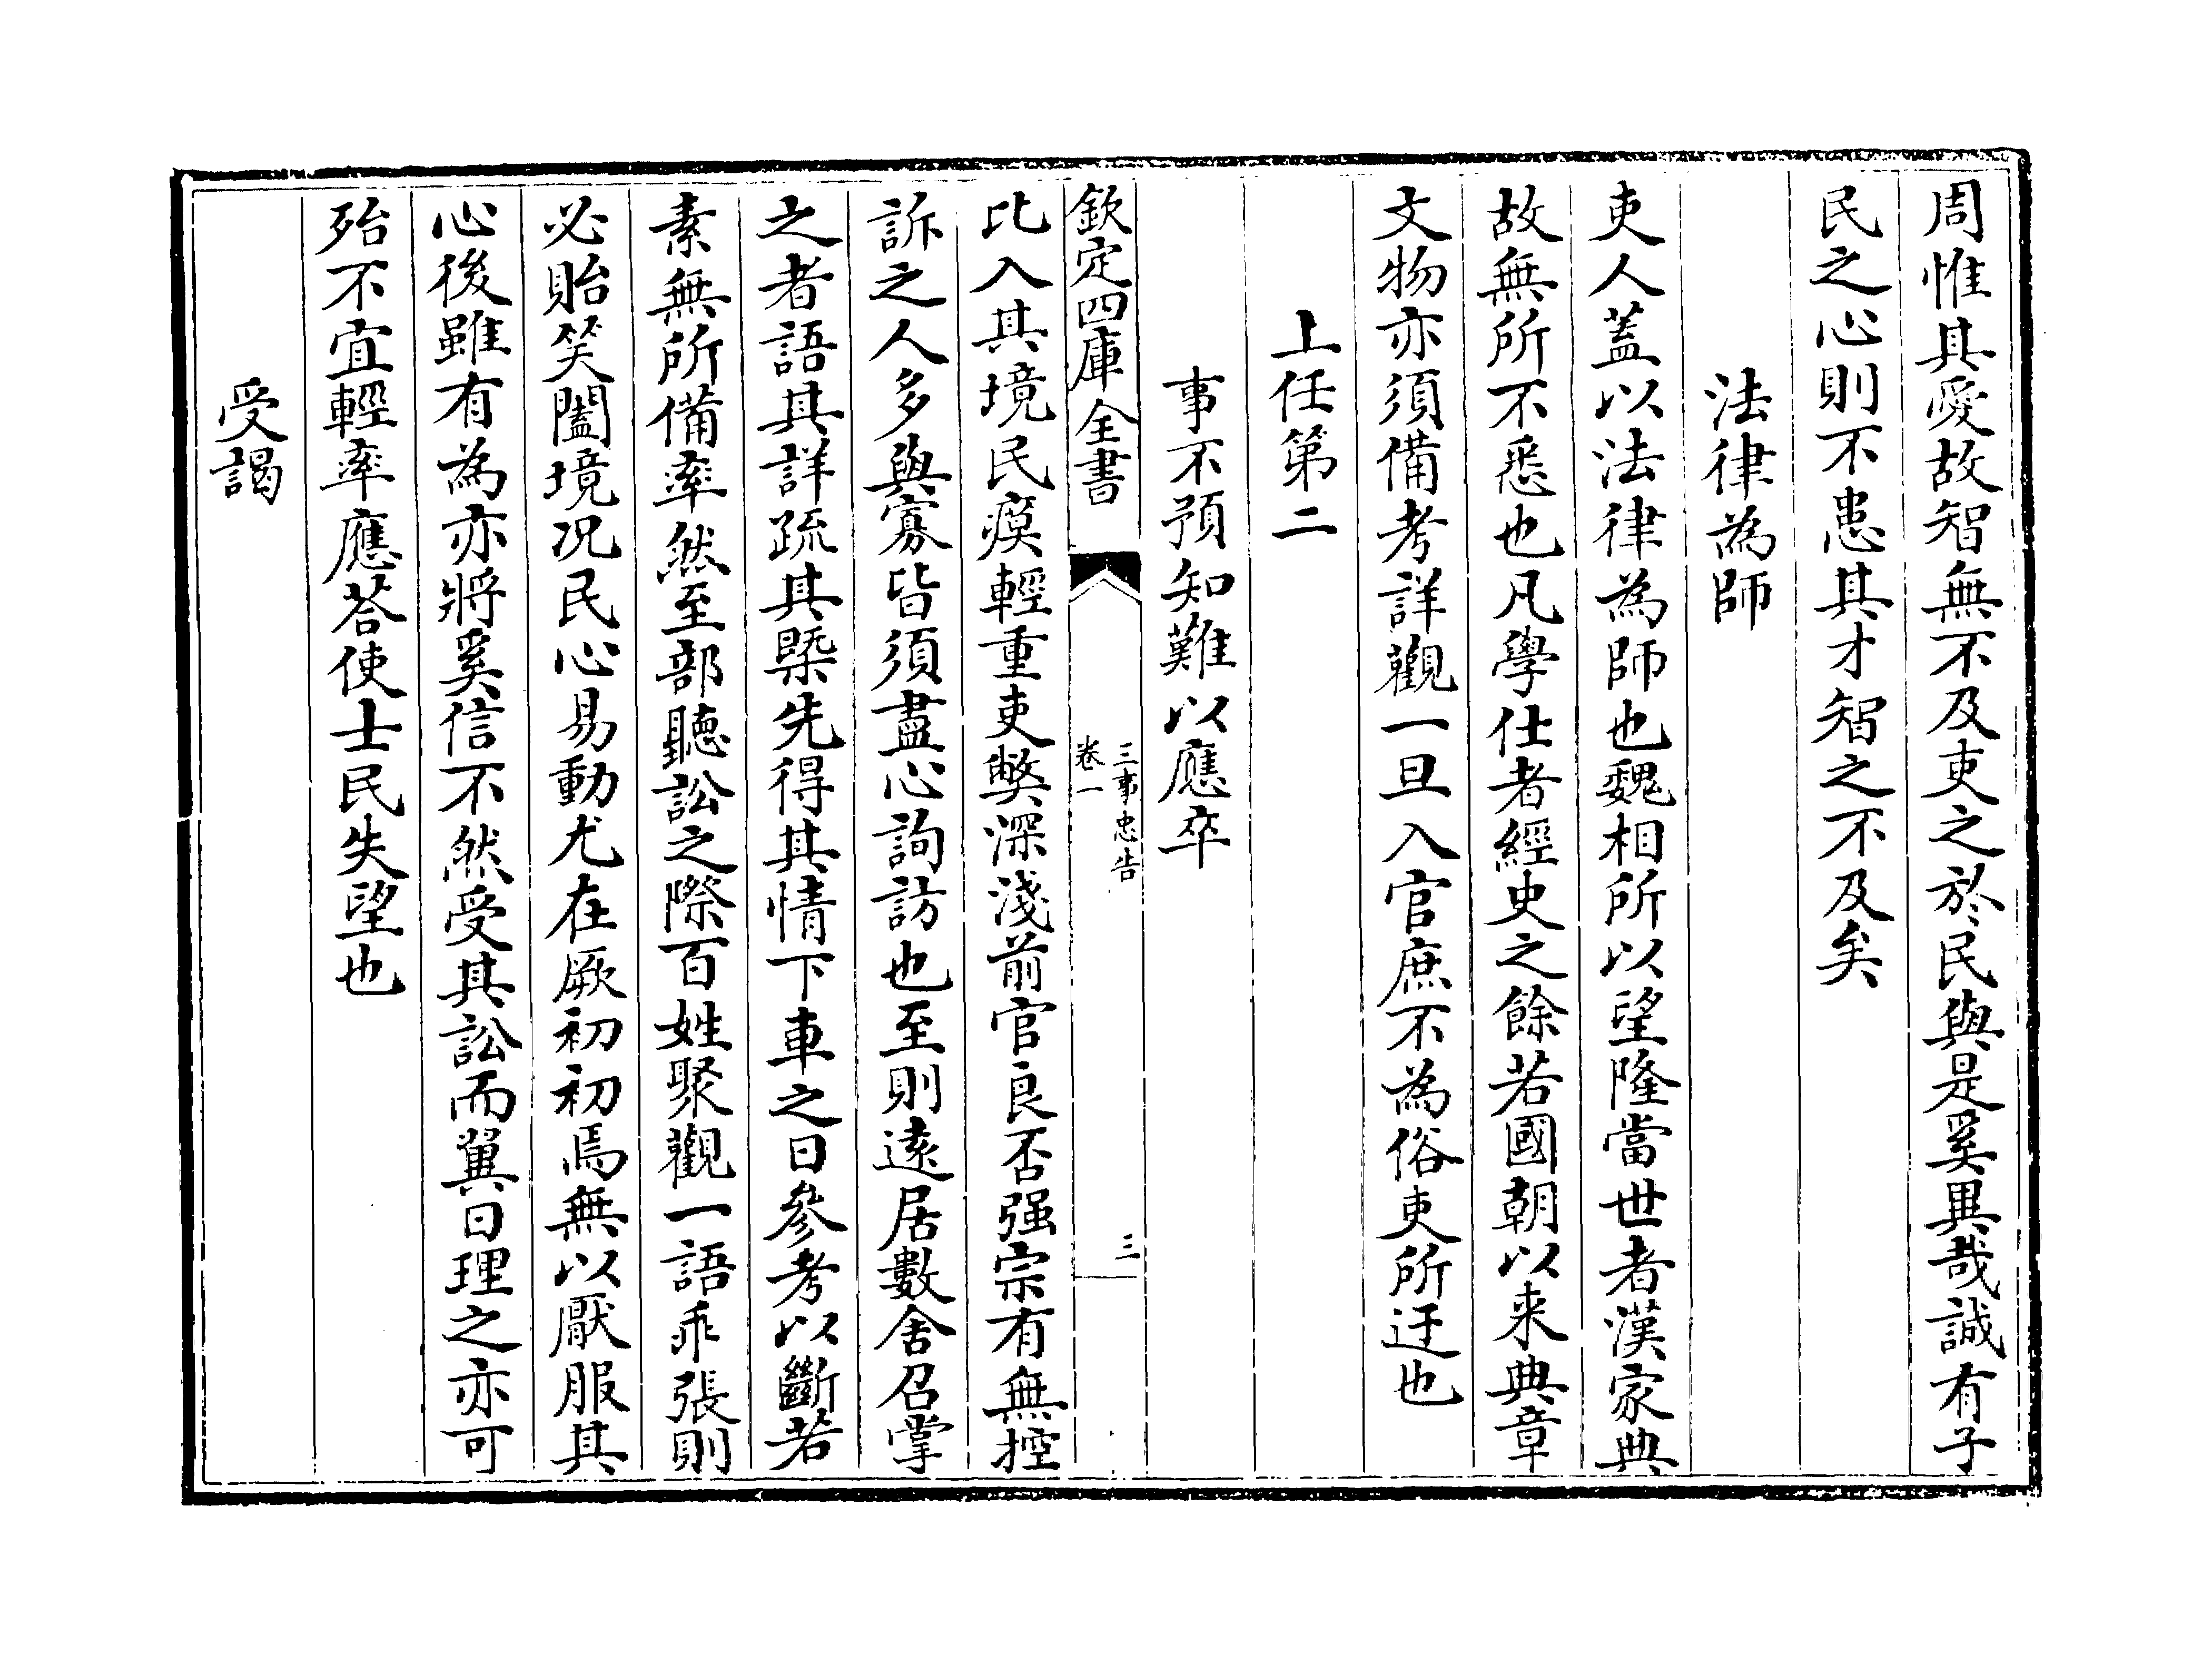 周惟其愛故智無不及吏之於民與是奚異哉誠有子
民之心則不患其才智之不及矣
法律為師
吏人蓋以法律為師也魏相所以望隆當世者漢家典
故無所不悉也凡學仕者經史之餘若國朝以来典章
文物亦須備考詳觀一旦入官庶不為俗吏所迂也
上任第二
事不預知難以應卒
欽定四庫全書
三事忠告
卷一
三
比入其境民瘼輕重吏弊深淺前官良否强宗有無控
訴之人多與寡皆須盡心詢訪也至則逺居數舍召掌
之者語其詳疏其槩先得其情下車之日參考以斷若
素無所備率然至部聽訟之際百姓聚觀一語乖張則
必貽笑闔境况民心易動尤在厥初初焉無以厭服其
心後雖有為亦將奚信不然受其訟而翼日理之亦可
殆不宜輕率應荅使士民失望也
受謁